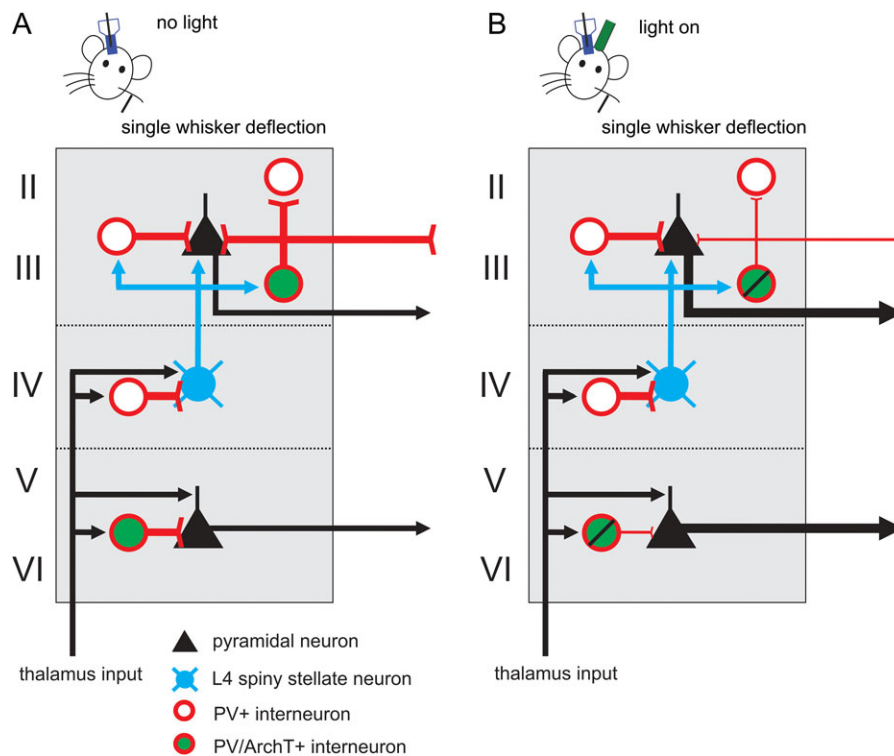 A
no light
single whisker deflection
II
III
IV
V
VI
thalamus input
pyramidal neuron
L4 spiny stellate neuron
PV+ interneuron
PV/ArchT+ interneuron
B
light on
single whisker deflection
II
III
IV
V
VI
thalamus input